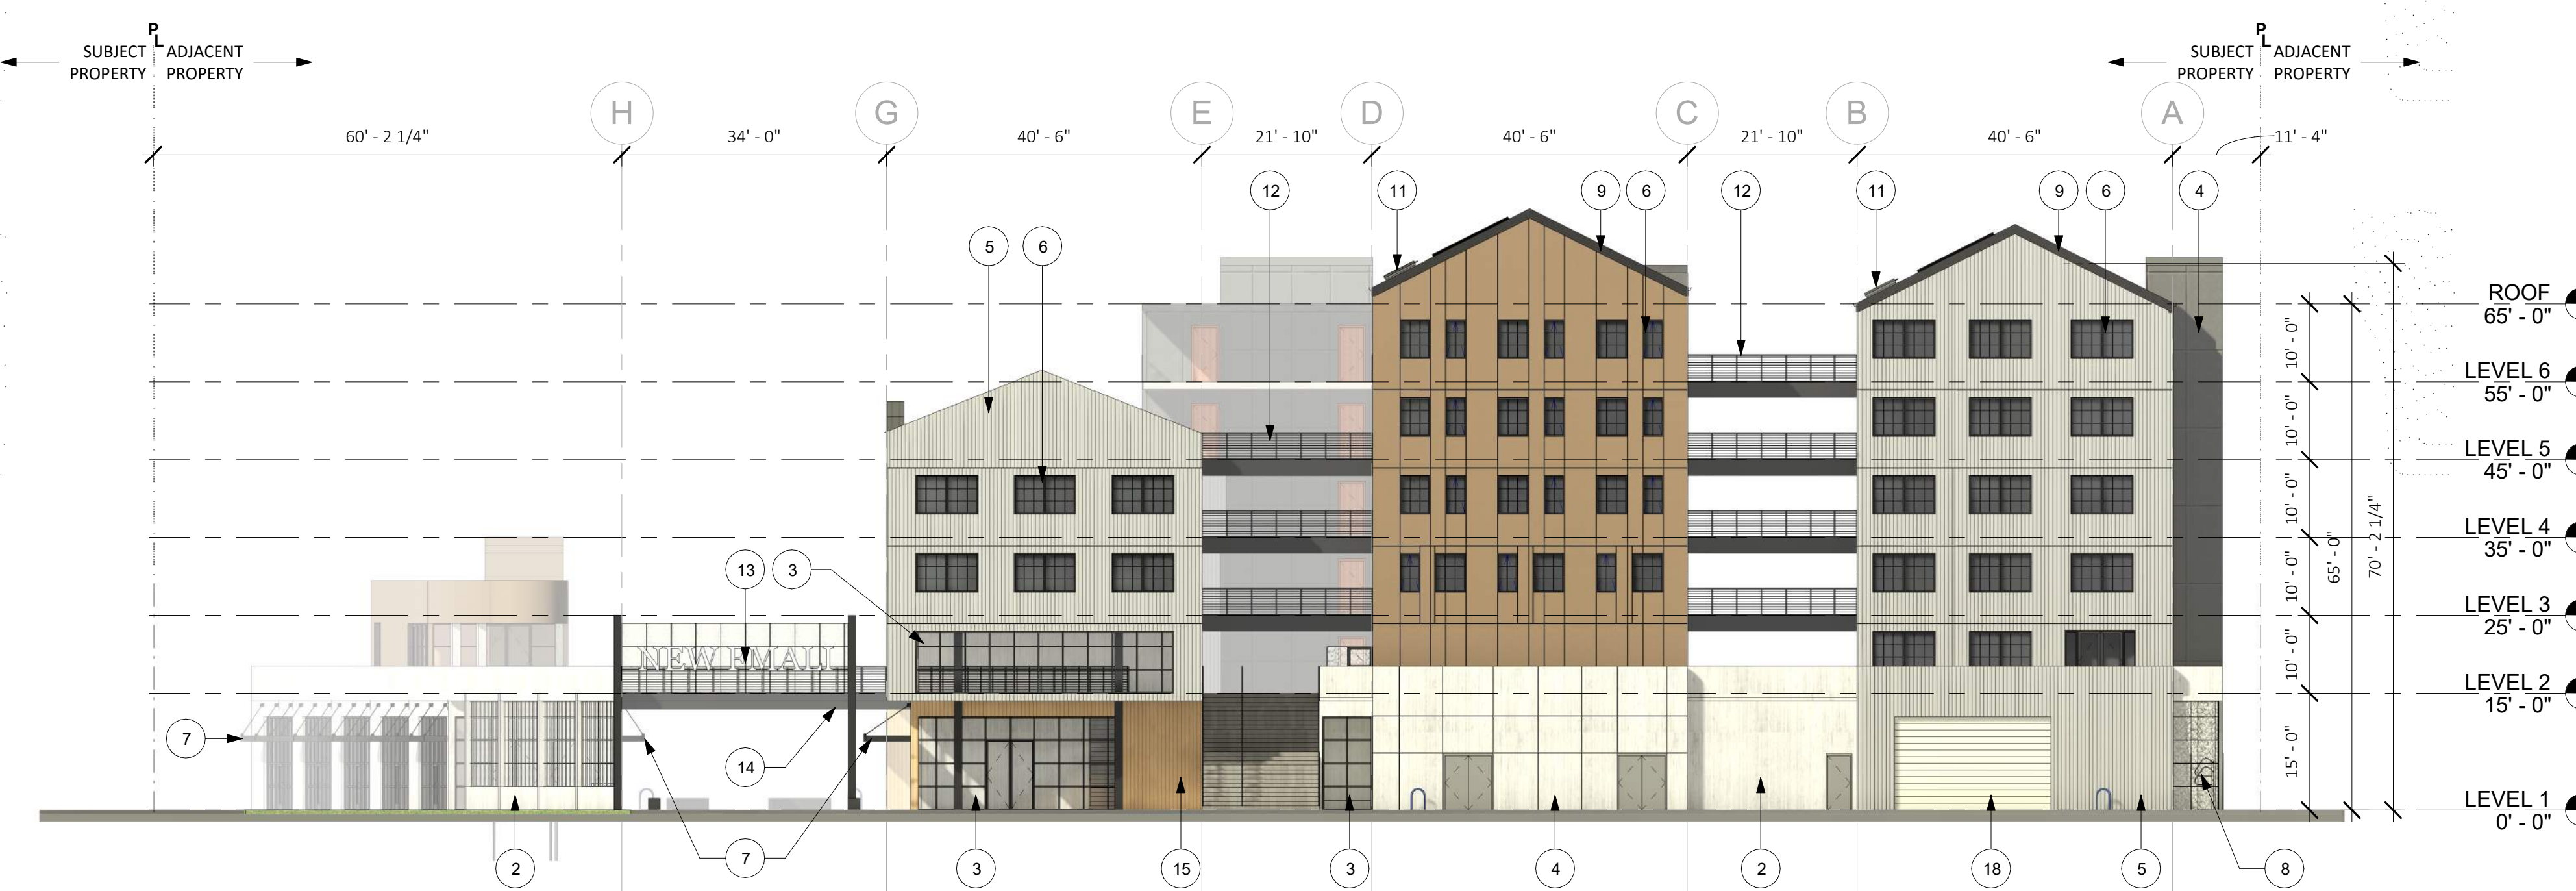 PL PL
SUBJECT PROPERTY ADJACENT PROPERTY
SUBJECT PROPERTY ADJACENT PROPERTY
H G E D C B A
60' - 2 1/4" 34' - 0" 40' - 6" 21' - 10" 40' - 6" 21' - 10" 40' - 6" 11' - 4"
12 11 9 6 12 11 9 6 4
5 6
ROOF
65' - 0"
10' - 0"
LEVEL 6
55' - 0"
10' - 0"
LEVEL 5
45' - 0"
10' - 0"
65' - 0"
70' - 2 1/4"
LEVEL 4
35' - 0"
10' - 0"
13 3
LEVEL 3
25' - 0"
10' - 0"
NEW EMALI
LEVEL 2
15' - 0"
7
14
15' - 0"
LEVEL 1
0' - 0"
2 7 3 15 3 4 2 18 5 8